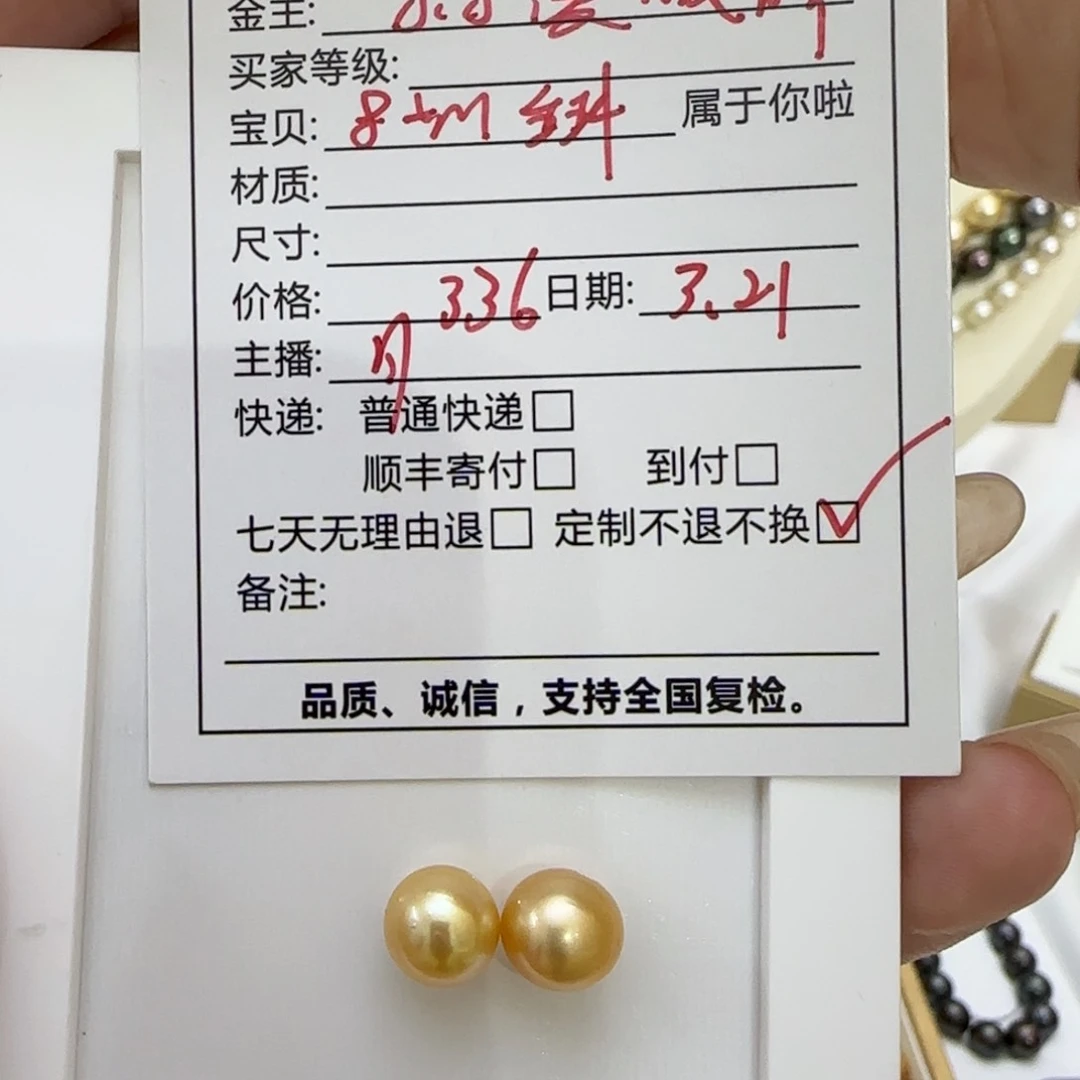 金主:
买家等级:
宝贝: 属于你啦
材质:
尺寸:
价格: 336 日期: 3.21
主播:
快递: 普通快递□
顺丰寄付□ 到付□
七天无理由退□ 定制不退不换☑
备注:
品质、诚信，支持全国复检。